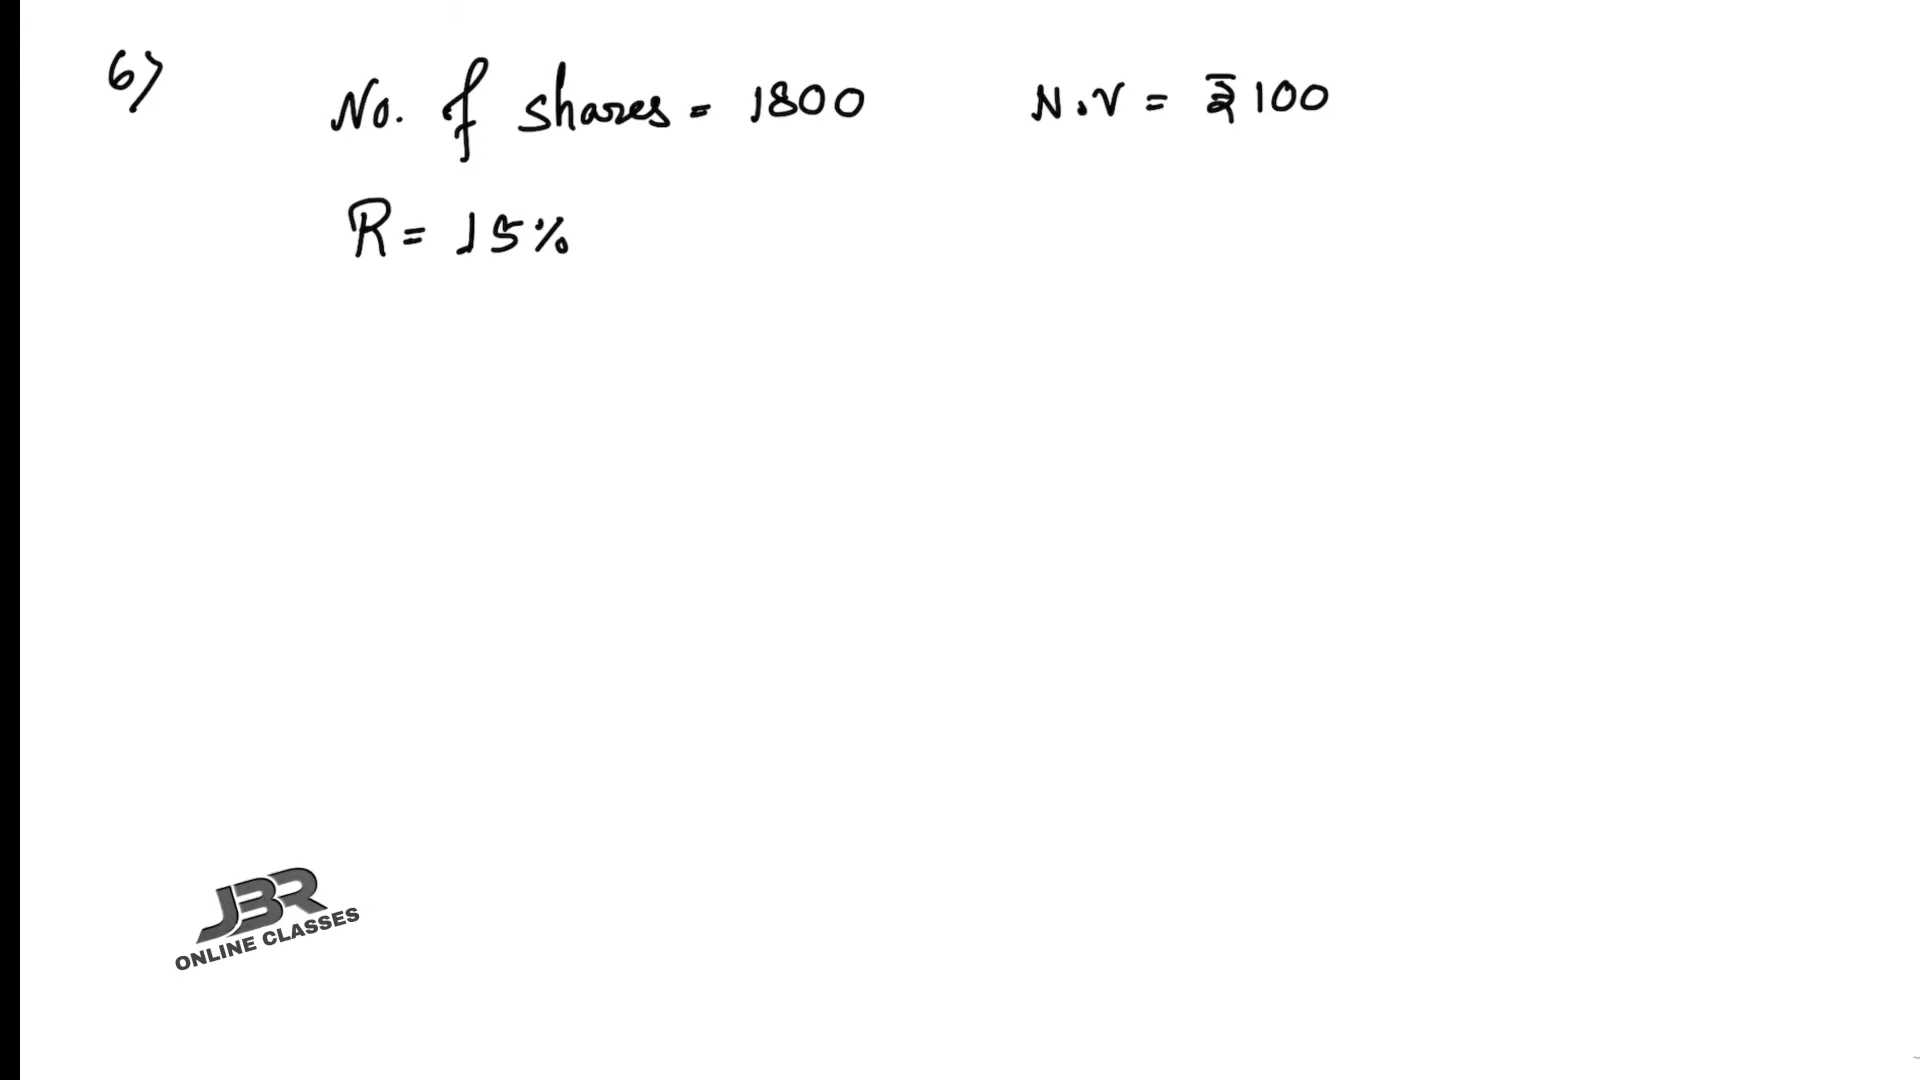 6) No. of shares = 1800 N.V = ₹100
R = 15%
JBR
ONLINE CLASSES